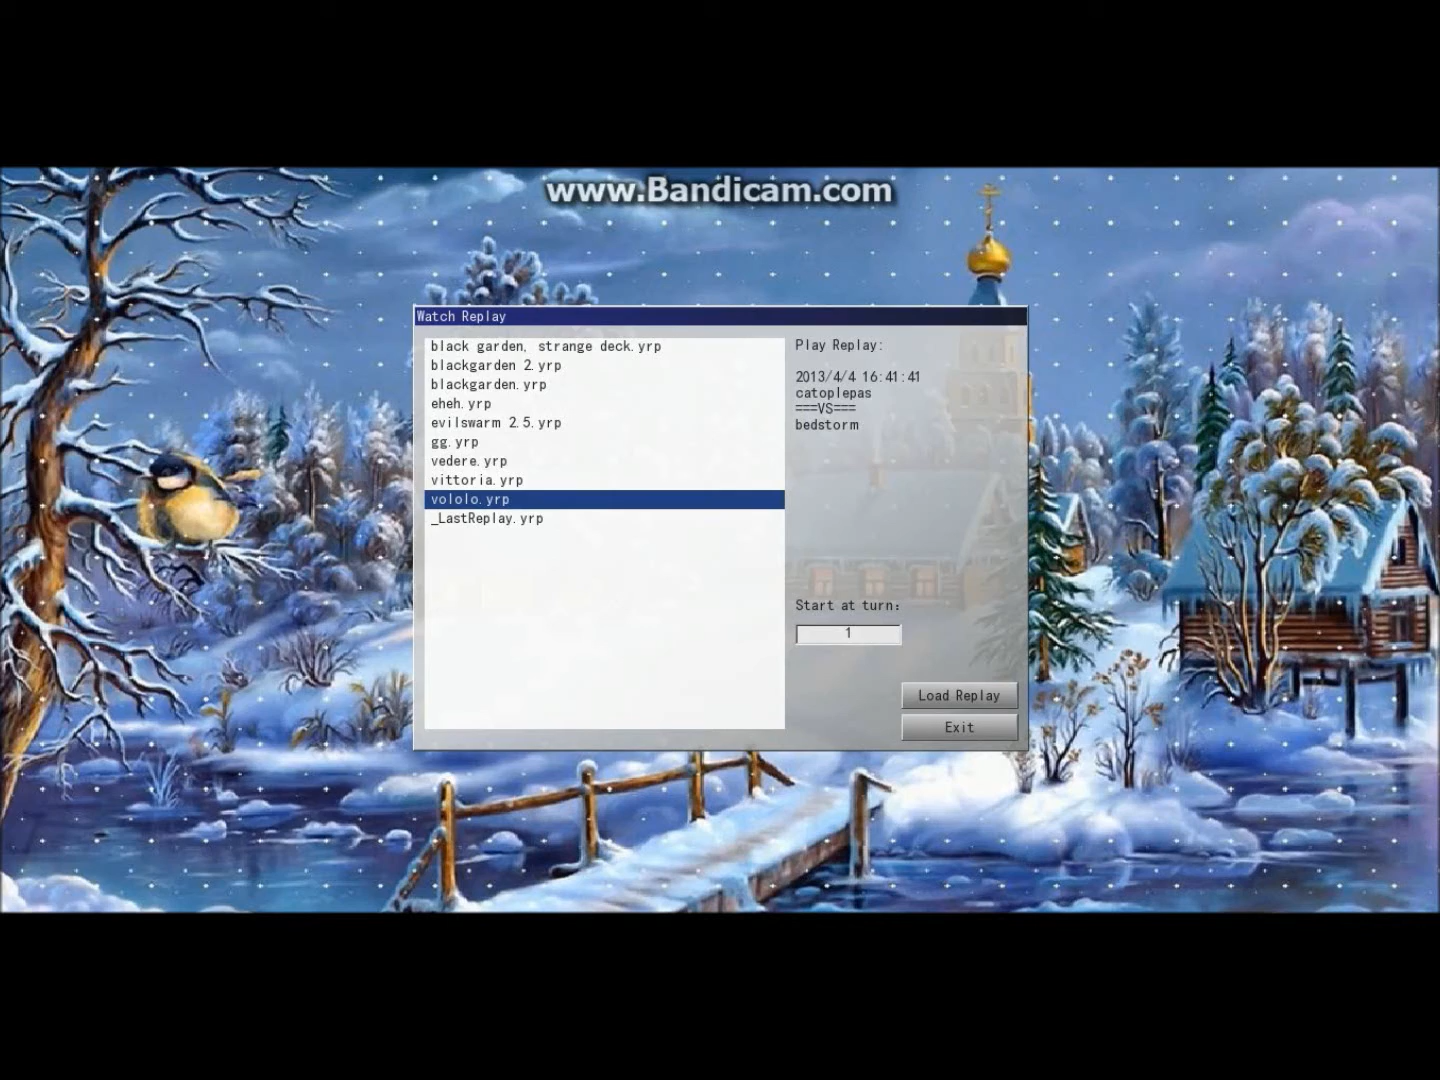 www.Bandicam.com
Watch Replay
black garden, strange deck.yrp
blackgarden 2.yrp
blackgarden.yrp
eheh.yrp
evilswarm 2.5.yrp
gg.yrp
vedere.yrp
vittoria.yrp
vololo.yrp
_LastReplay.yrp
Play Replay:
2013/4/4 16:41:41
catoplepas
===VS===
bedstorm
Start at turn:
1
Load Replay
Exit